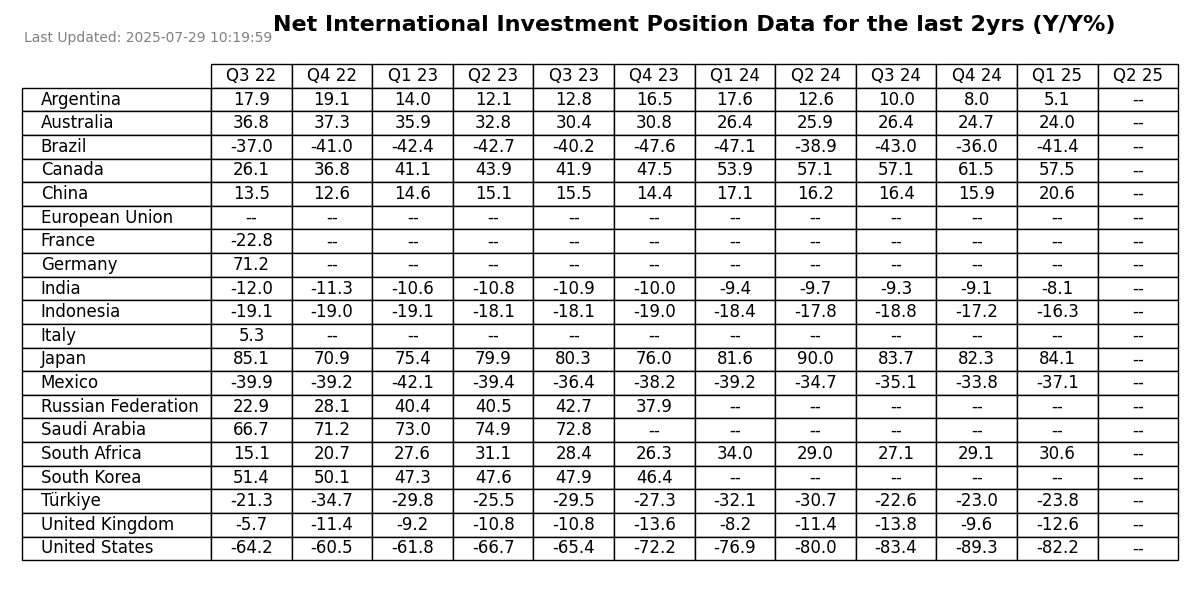 Net International Investment Position Data for the last 2yrs (Y/Y%)
Last Updated: 2025-07-29 10:19:59
Q3 22 Q4 22 Q1 23 Q2 23 Q3 23 Q4 23 Q1 24 Q2 24 Q3 24 Q4 24 Q1 25 Q2 25
Argentina 17.9 19.1 14.0 12.1 12.8 16.5 17.6 12.6 10.0 8.0 5.1 --
Australia 36.8 37.3 35.9 32.8 30.4 30.8 26.4 25.9 26.4 24.7 24.0 --
Brazil -37.0 -41.0 -42.4 -42.7 -40.2 -47.6 -47.1 -38.9 -43.0 -36.0 -41.4 --
Canada 26.1 36.8 41.1 43.9 41.9 47.5 53.9 57.1 57.1 61.5 57.5 --
China 13.5 12.6 14.6 15.1 15.5 14.4 17.1 16.2 16.4 15.9 20.6 --
European Union -- -- -- -- -- -- -- -- -- -- -- --
France -22.8 -- -- -- -- -- -- -- -- -- -- --
Germany 71.2 -- -- -- -- -- -- -- -- -- -- --
India -12.0 -11.3 -10.6 -10.8 -10.9 -10.0 -9.4 -9.7 -9.3 -9.1 -8.1 --
Indonesia -19.1 -19.0 -19.1 -18.1 -18.1 -19.0 -18.4 -17.8 -18.8 -17.2 -16.3 --
Italy 5.3 -- -- -- -- -- -- -- -- -- -- --
Japan 85.1 70.9 75.4 79.9 80.3 76.0 81.6 90.0 83.7 82.3 84.1 --
Mexico -39.9 -39.2 -42.1 -39.4 -36.4 -38.2 -39.2 -34.7 -35.1 -33.8 -37.1 --
Russian Federation 22.9 28.1 40.4 40.5 42.7 37.9 -- -- -- -- -- --
Saudi Arabia 66.7 71.2 73.0 74.9 72.8 -- -- -- -- -- -- --
South Africa 15.1 20.7 27.6 31.1 28.4 26.3 34.0 29.0 27.1 29.1 30.6 --
South Korea 51.4 50.1 47.3 47.6 47.9 46.4 -- -- -- -- -- --
Türkiye -21.3 -34.7 -29.8 -25.5 -29.5 -27.3 -32.1 -30.7 -22.6 -23.0 -23.8 --
United Kingdom -5.7 -11.4 -9.2 -10.8 -10.8 -13.6 -8.2 -11.4 -13.8 -9.6 -12.6 --
United States -64.2 -60.5 -61.8 -66.7 -65.4 -72.2 -76.9 -80.0 -83.4 -89.3 -82.2 --